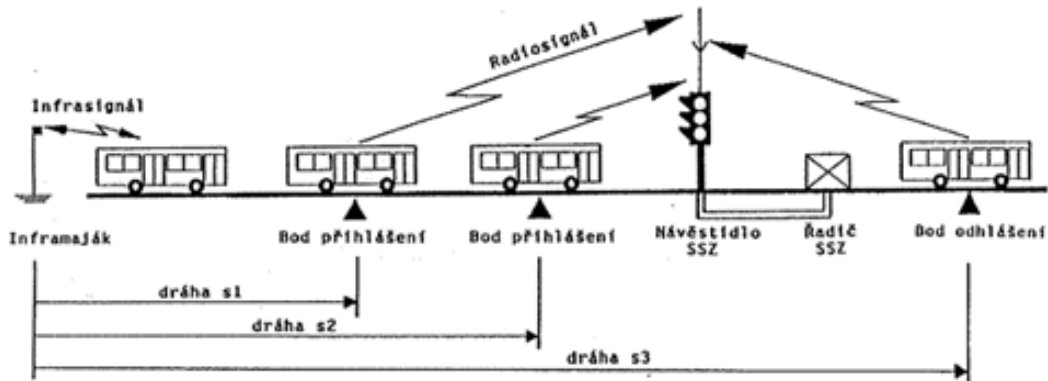 Radiosignál
Infrasignál
Inframaják
Bod přihlášení
Bod přihlášení
Návěstidlo
SSZ
Řadič
SSZ
Bod odhlášení
dráha s1
dráha s2
dráha s3